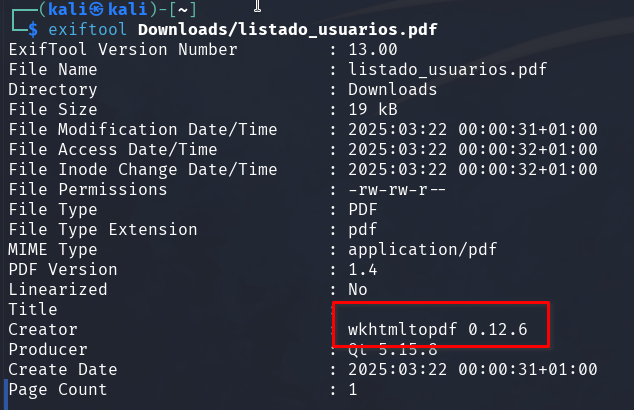 (kali㉿kali)-[~]
$ exiftool Downloads/listado_usuarios.pdf
ExifTool Version Number : 13.00
File Name : listado_usuarios.pdf
Directory : Downloads
File Size : 19 kB
File Modification Date/Time : 2025:03:22 00:00:31+01:00
File Access Date/Time : 2025:03:22 00:00:32+01:00
File Inode Change Date/Time : 2025:03:22 00:00:32+01:00
File Permissions : -rw-rw-r--
File Type : PDF
File Type Extension : pdf
MIME Type : application/pdf
PDF Version : 1.4
Linearized : No
Title :
Creator : wkhtmltopdf 0.12.6
Producer : Qt 5.15.8
Create Date : 2025:03:22 00:00:31+01:00
Page Count : 1